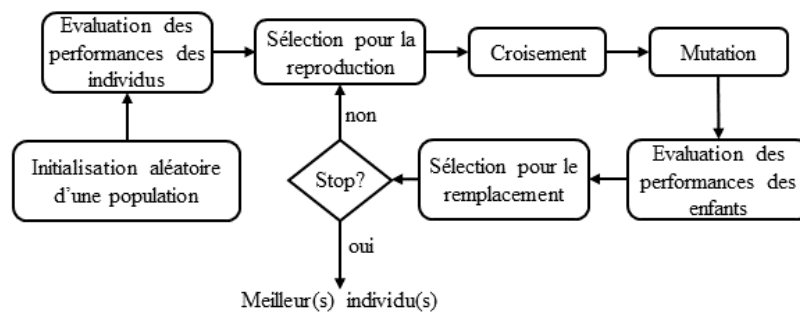 Evaluation des
performances des
individus
Sélection pour la
reproduction
Croisement
Mutation
non
Initialisation aléatoire
d'une population
Stop?
Sélection pour le
remplacement
Evaluation des
performances des
enfants
oui
Meilleur(s) individu(s)